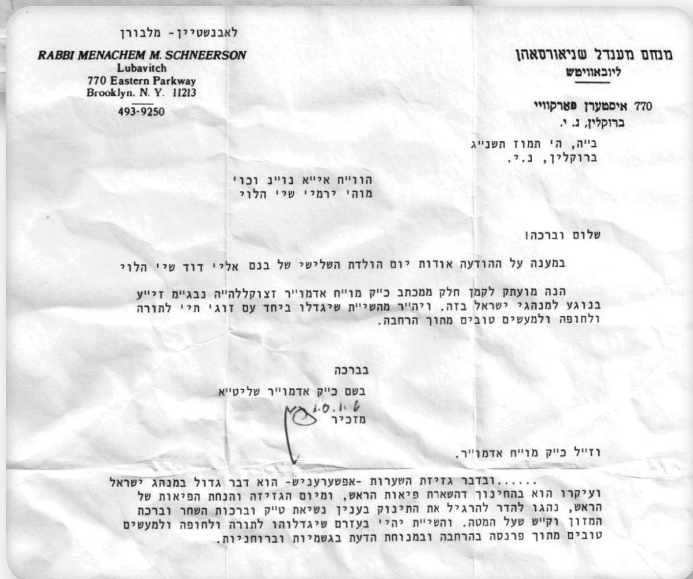 לאבנשטיין- מלבורן
RABBI MENACHEM M. SCHNEERSON
Lubavitch
770 Eastern Parkway
Brooklyn. N. Y. 11213
493-9250
מנחם מענדל שניאורסאהן
ליובאוויטש
770 איסטערן פארקוויי
ברוקלין, נ. י.
ב"ה, ה' תמוז תשנ"ג
ברוקלין, נ.י.
הוו"ח אי"א נו"נ וכו'
מוה' ירמי' שי' הלוי
שלום וברכה!
במענה על ההודעה אודות יום הולדת השלישי של בנם אלי' דוד שי' הלוי
הנה מועתק לקמן חלק ממכתב כ"ק מו"ח אדמו"ר זצוקללה"ה נבג"מ זי"ע
בנוגע למנהגי ישראל בזה. ויה"ר מהשי"ת שיגדלו ביחד עם זוג' תי' לתורה
ולחופה ולמעשים טובים מתוך הרחבה.
בברכה
בשם כ"ק אדמו"ר שליט"א
מזכיר
וז"ל כ"ק מו"ח אדמו"ר.
......ובדבר גזיזת השערות -אפשערעניש- הוא דבר גדול במנהג ישראל
ועיקרו הוא בהחינוך דהשארת פיאות הראש, ומיום הגזיזה והנחת הפיאות של
הראש, נהגו להדר להרגיל את התינוק בענין נשיאת ט"ק וברכות השחר וברכת
המזון וק"ש שעל המטה. והשי"ת יהי' בעזרם שיגדלוהו לתורה ולחופה ולמעשים
טובים מתוך פרנסה בהרחבה ובמנוחת הדעת בגשמיות וברוחניות.